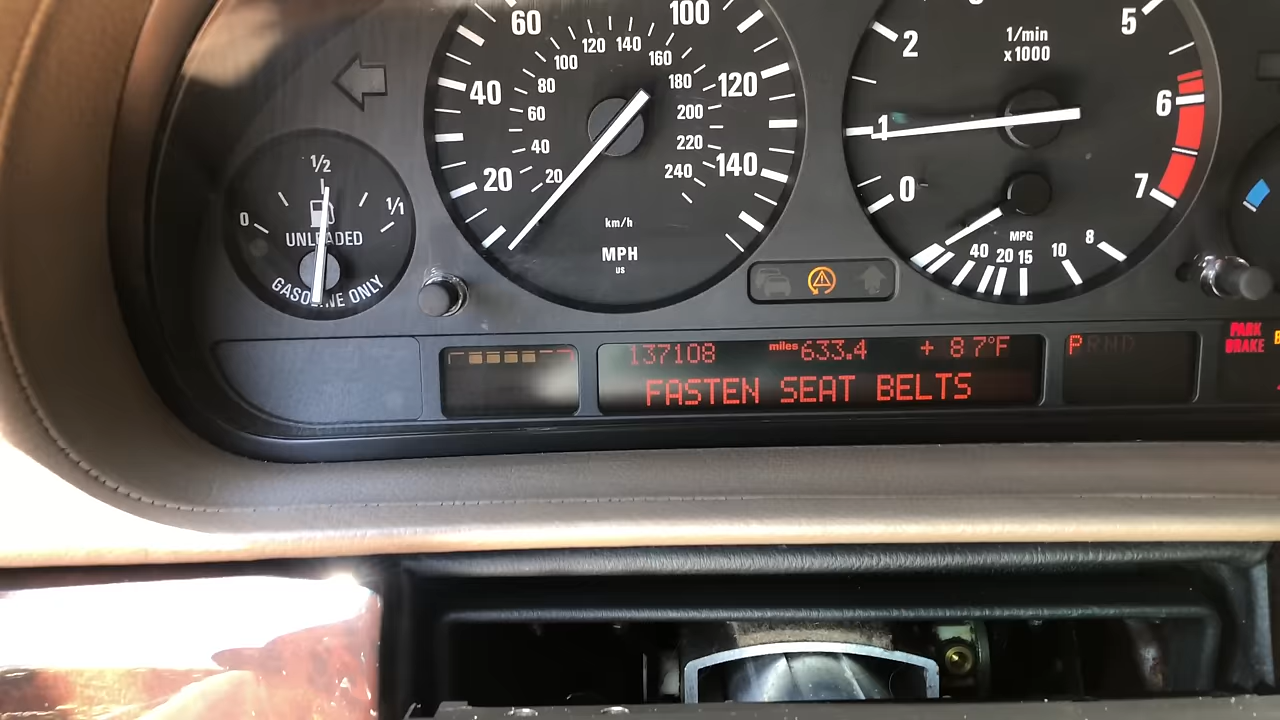 1/2
0
1/1
UNLEADED
GASOLINE ONLY
20
40
60
100
120
140
20
40
60
80
100
120
140
160
180
200
220
240
km/h
MPH
us
0
1
2
5
6
7
1/min
x1000
MPG
40 20 15 10 8
137108 miles 633.4 + 87°F
FASTEN SEAT BELTS
PRND
PARK
BRAKE